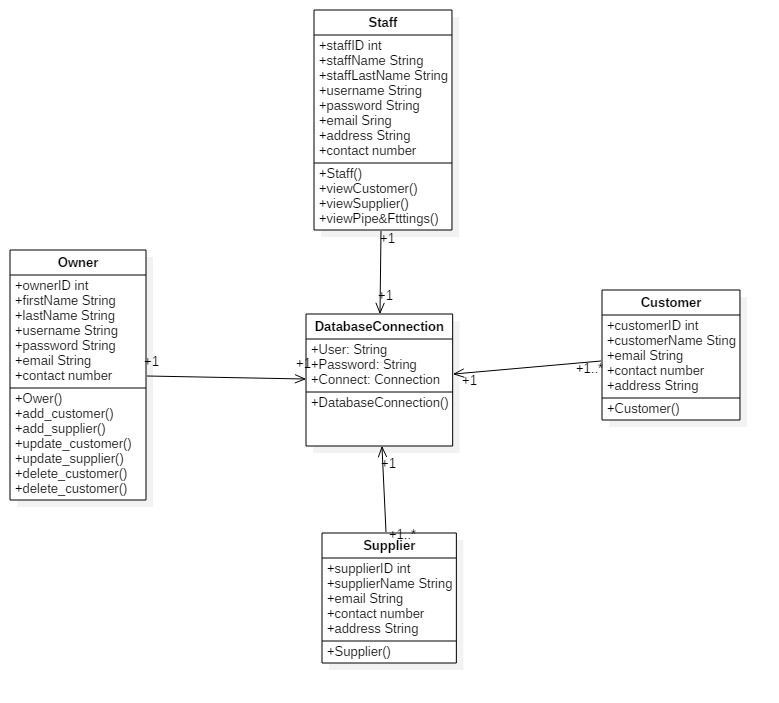 Staff
+staffID int
+staffName String
+staffLastName String
+username String
+password String
+email Sring
+address String
+contact number
+Staff()
+viewCustomer()
+viewSupplier()
+viewPipe&Ftttings()
+1
+1
Owner
+ownerID int
+firstName String
+lastName String
+username String
+password String
+email String
+contact number
+Ower()
+add_customer()
+add_supplier()
+update_customer()
+update_supplier()
+delete_customer()
+delete_customer()
+1
+1
DatabaseConnection
+User: String
+Password: String
+Connect: Connection
+DatabaseConnection()
Customer
+customerID int
+customerName Sting
+email String
+contact number
+address String
+Customer()
+1..*
+1
+1
+1..*
Supplier
+supplierID int
+supplierName String
+email String
+contact number
+address String
+Supplier()